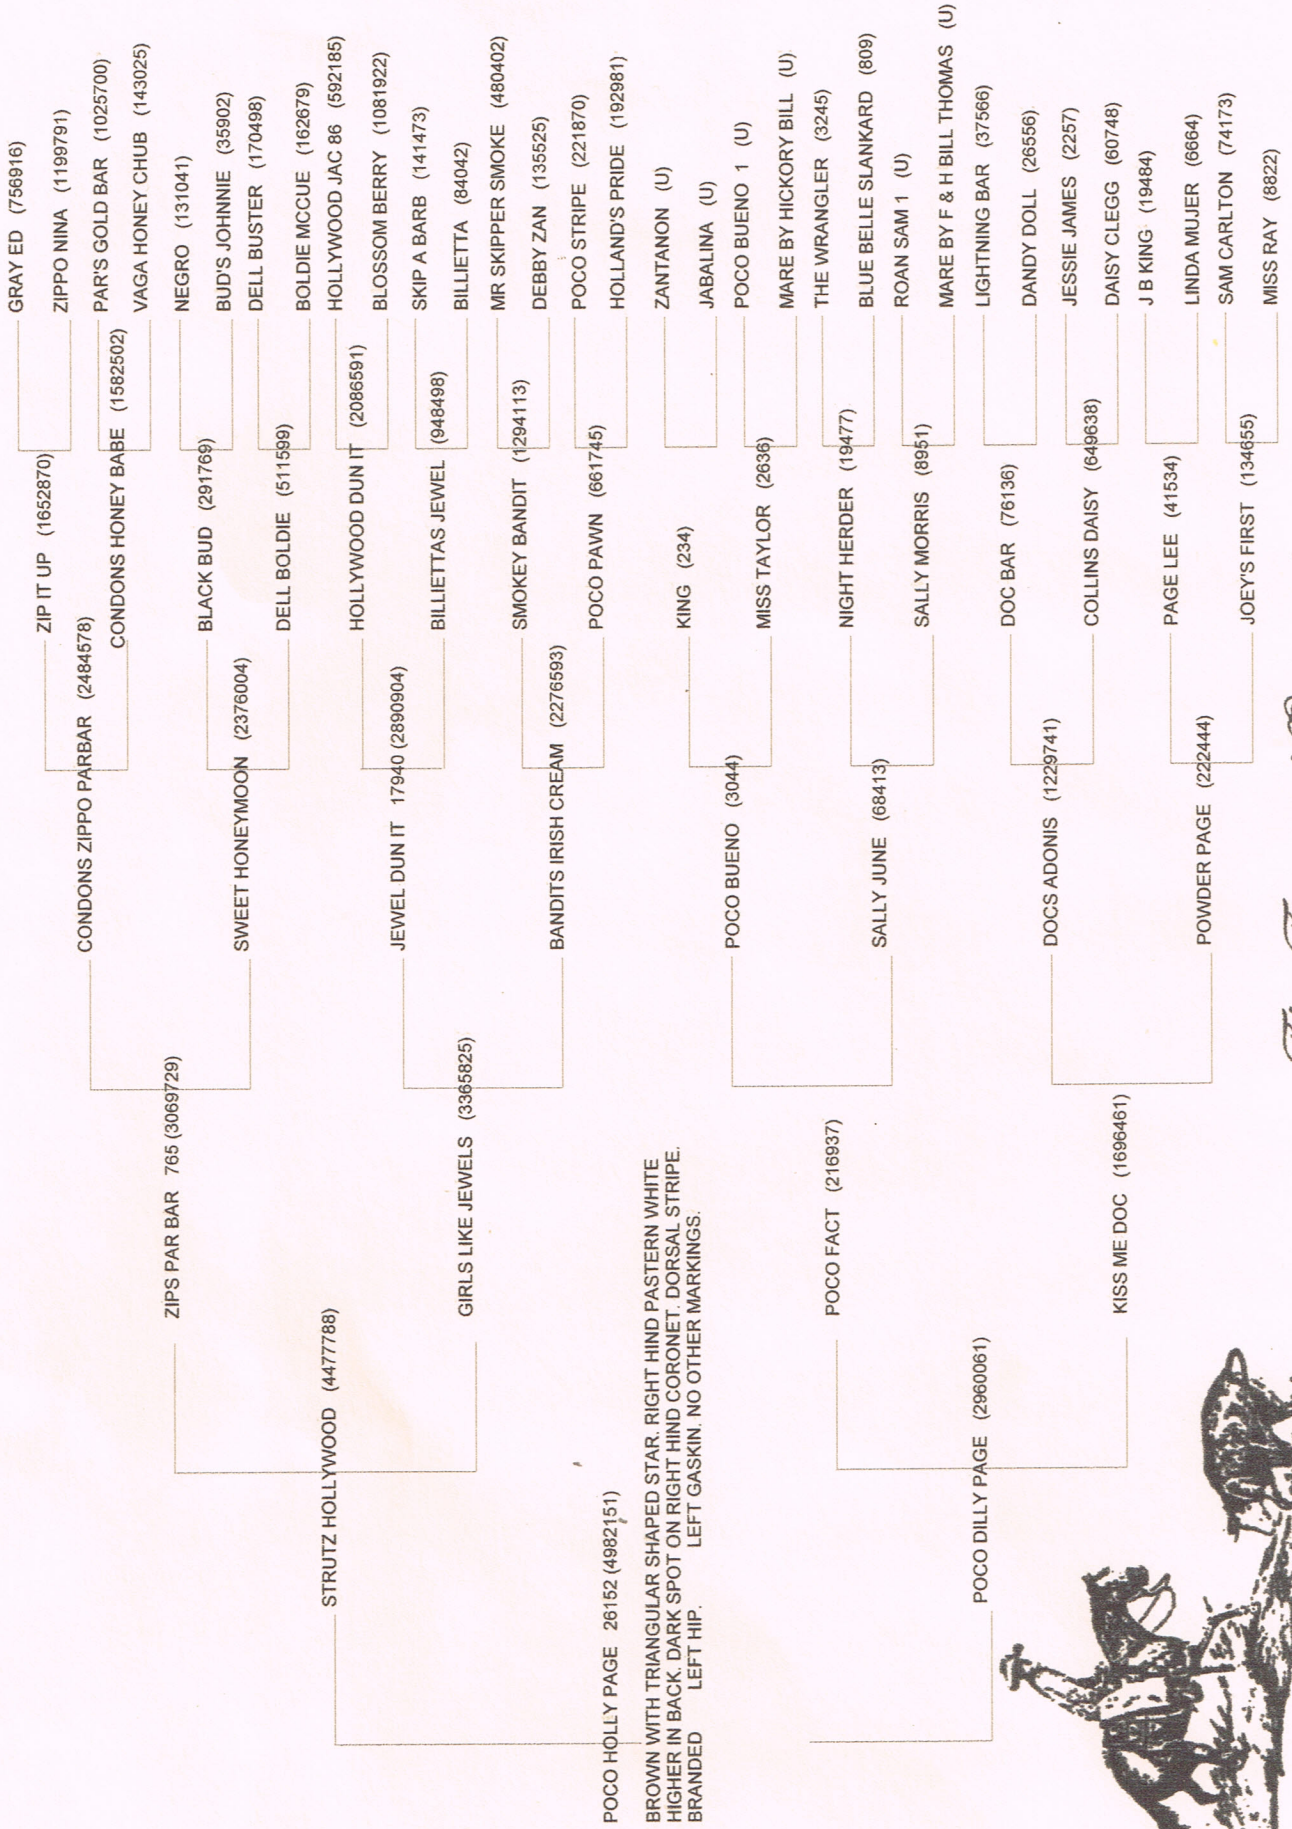 GRAY ED (756916)
ZIP IT UP (1652870)
ZIPPO NINA (1199791)
CONDONS ZIPPO PARBAR (2484578)
PAR'S GOLD BAR (1025700)
CONDONS HONEY BABE (1582502)
VAGA HONEY CHUB (143025)
ZIPS PAR BAR 765 (3069729)
NEGRO (131041)
BLACK BUD (291769)
BUD'S JOHNNIE (35902)
SWEET HONEYMOON (2376004)
DELL BUSTER (170498)
DELL BOLDIE (511599)
BOLDIE MCCUE (162679)
STRUTZ HOLLYWOOD (4477788)
HOLLYWOOD JAC 86 (592185)
HOLLYWOOD DUN IT (2086591)
BLOSSOM BERRY (1081922)
JEWEL DUN IT 17940 (2890904)
SKIP A BARB (141473)
BILLIETTAS JEWEL (948498)
BILLIETTA (84042)
GIRLS LIKE JEWELS (3365825)
MR SKIPPER SMOKE (480402)
SMOKEY BANDIT (1294113)
DEBBY ZAN (135525)
BANDITS IRISH CREAM (2276593)
POCO STRIPE (221870)
POCO PAWN (661745)
HOLLAND'S PRIDE (192981)
POCO HOLLY PAGE 26152 (4982151)
BROWN WITH TRIANGULAR SHAPED STAR. RIGHT HIND PASTERN WHITE
HIGHER IN BACK. DARK SPOT ON RIGHT HIND CORONET. DORSAL STRIPE.
BRANDED LEFT HIP. LEFT GASKIN. NO OTHER MARKINGS.
ZANTANON (U)
KING (234)
JABALINA (U)
POCO BUENO (3044)
POCO BUENO 1 (U)
MISS TAYLOR (2636)
MARE BY HICKORY BILL (U)
POCO FACT (216937)
THE WRANGLER (3245)
NIGHT HERDER (19477)
BLUE BELLE SLANKARD (809)
SALLY JUNE (68413)
ROAN SAM 1 (U)
SALLY MORRIS (8951)
MARE BY F & H BILL THOMAS (U)
POCO DILLY PAGE (2960061)
LIGHTNING BAR (37566)
DOC BAR (76136)
DANDY DOLL (26556)
DOCS ADONIS (1229741)
JESSIE JAMES (2257)
COLLINS DAISY (649638)
DAISY CLEGG (60748)
KISS ME DOC (1696461)
J B KING (19484)
PAGE LEE (41534)
LINDA MUJER (6664)
POWDER PAGE (222444)
SAM CARLTON (74173)
JOEY'S FIRST (134655)
MISS RAY (8822)